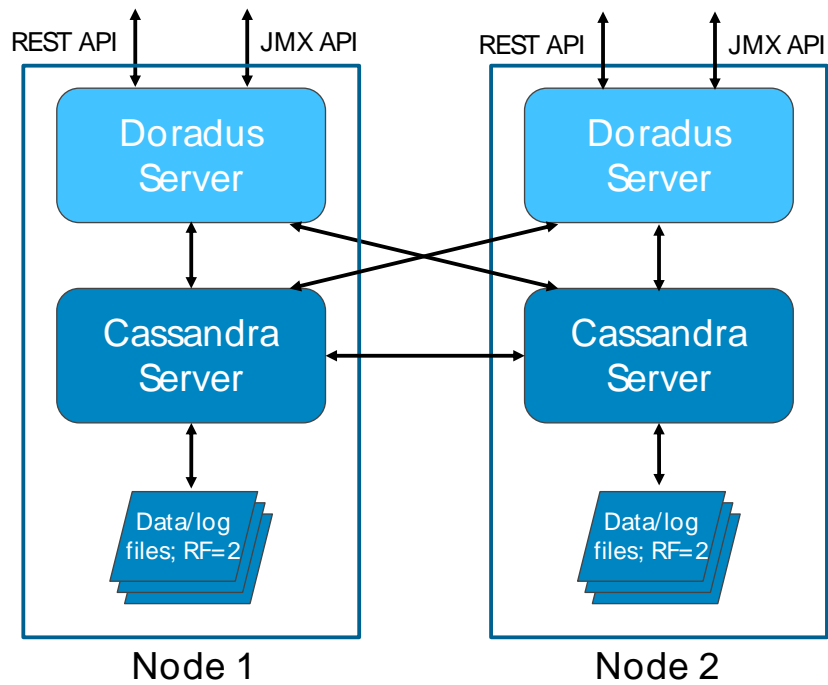 REST API
JMX API
REST API
JMX API
Doradus
Server
Doradus
Server
Cassandra
Server
Cassandra
Server
Data/log
files; RF=2
Data/log
files; RF=2
Node 1
Node 2